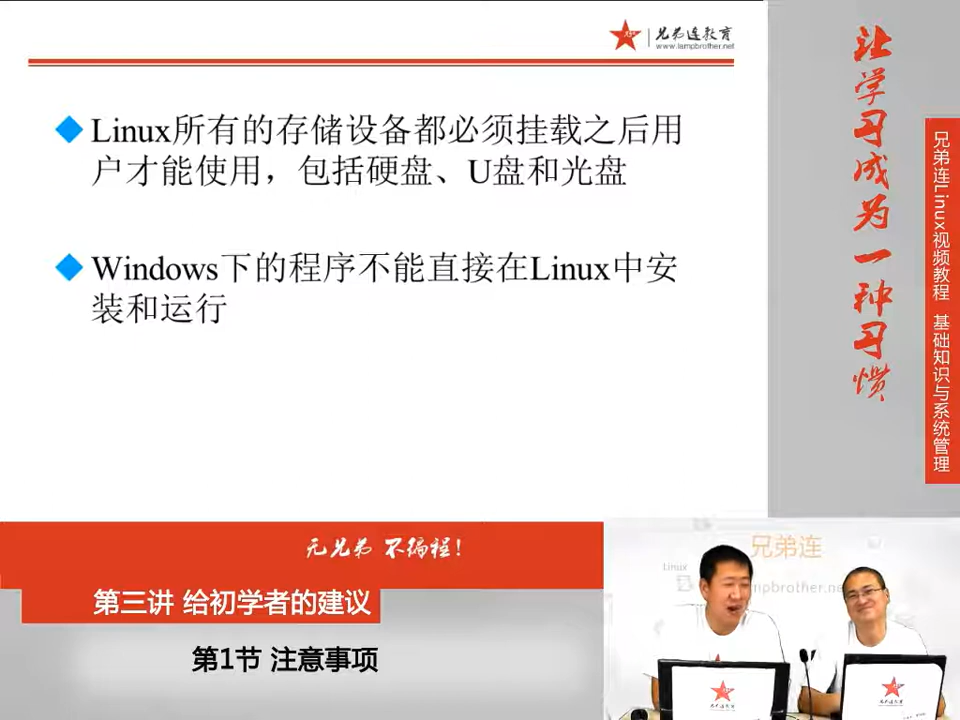 兄弟连教育
www.lampbrother.net
Linux所有的存储设备都必须挂载之后用
户才能使用，包括硬盘、U盘和光盘
Windows下的程序不能直接在Linux中安
装和运行
让学习成为一种习惯
兄弟连Linux视频教程 基础知识与系统管理
无兄弟 不编程！
第三讲 给初学者的建议
第1节 注意事项
兄弟连
Linux
mpbrother.ne